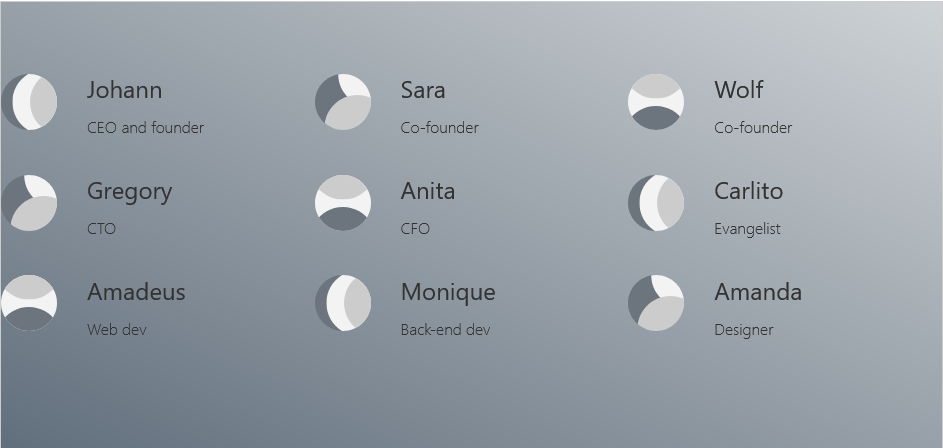 Johann
CEO and founder
Sara
Co-founder
Wolf
Co-founder
Gregory
CTO
Anita
CFO
Carlito
Evangelist
Amadeus
Web dev
Monique
Back-end dev
Amanda
Designer